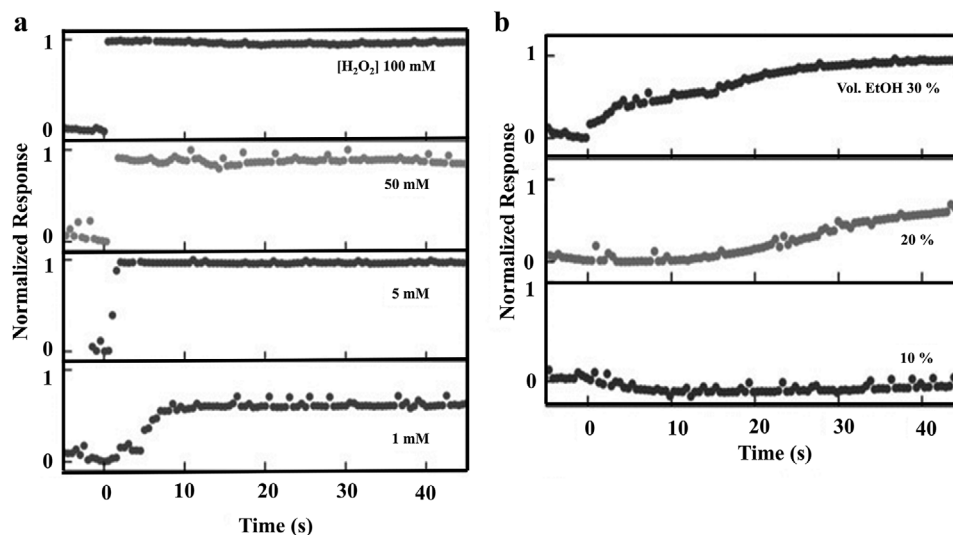 a
Normalized Response
1
[H₂O₂] 100 mM
0
1
50 mM
0
1
5 mM
0
1
1 mM
0
0 10 20 30 40
Time (s)
b
Normalized Response
1
Vol. EtOH 30 %
0
1
20 %
0
1
10 %
0
0 10 20 30 40
Time (s)